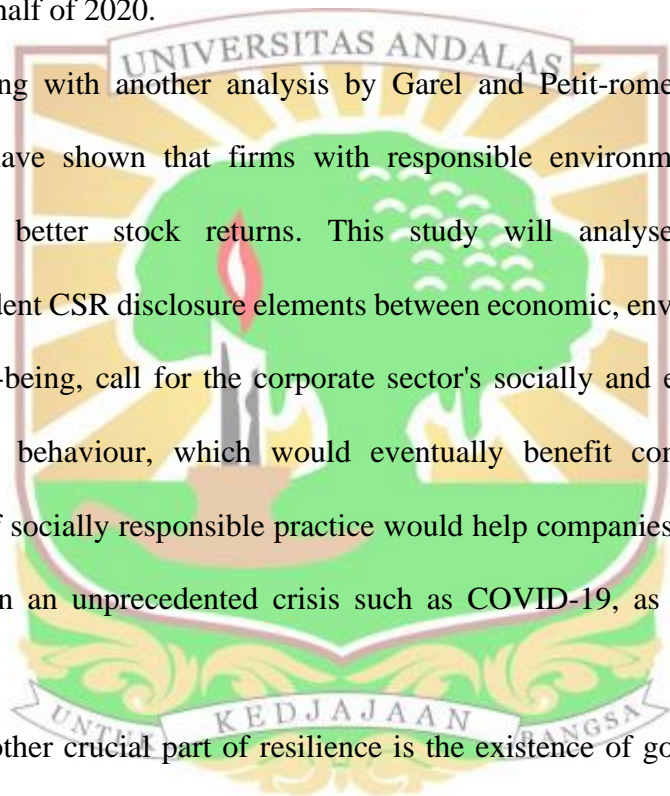 half of 2020.
UNIVERSITAS ANDALAS
ng with another analysis by Garel and Petit-rome
ave shown that firms with responsible environm
better stock returns. This study will analyse
dent CSR disclosure elements between economic, env
-being, call for the corporate sector's socially and e
behaviour, which would eventually benefit con
f socially responsible practice would help companies
n an unprecedented crisis such as COVID-19, as
UNTUK KEDJAJAAN BANGSA
other crucial part of resilience is the existence of go